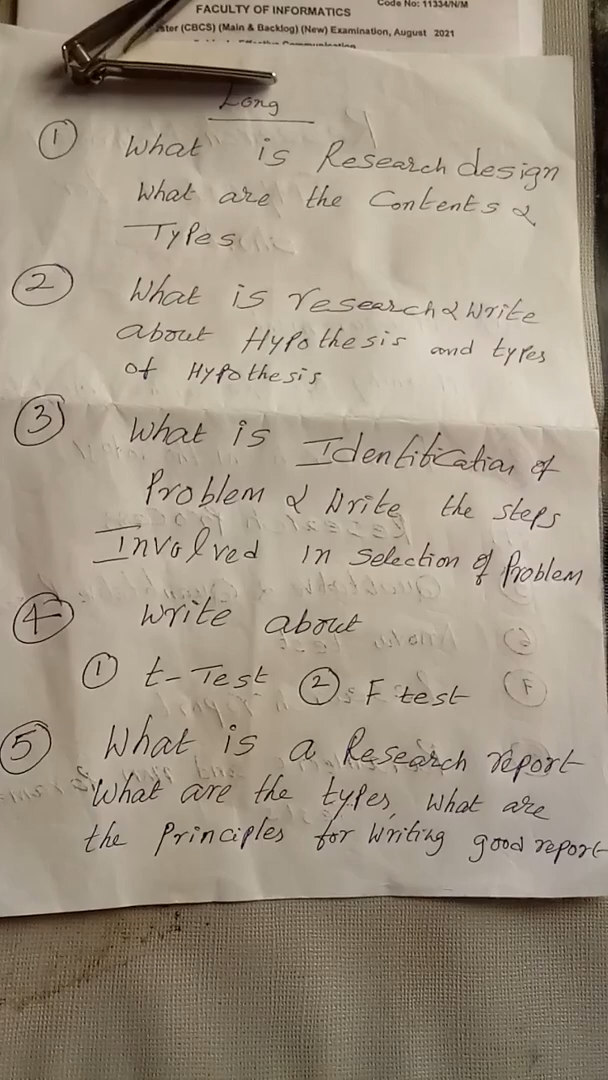 Code No: 11334/N/M
FACULTY OF INFORMATICS
ster (CBCS) (Main & Backlog) (New) Examination, August 2021
Long
1 What is Research design
What are the Contents &
Types
2 What is research & Write
about Hypothesis and types
of Hypothesis
3 What is Identification of
Problem & Write the steps
Involved in selection of Problem
4 Write about
1 t-Test 2 F test
5 What is a Research report
What are the types, What are
the Principles for Writing good report